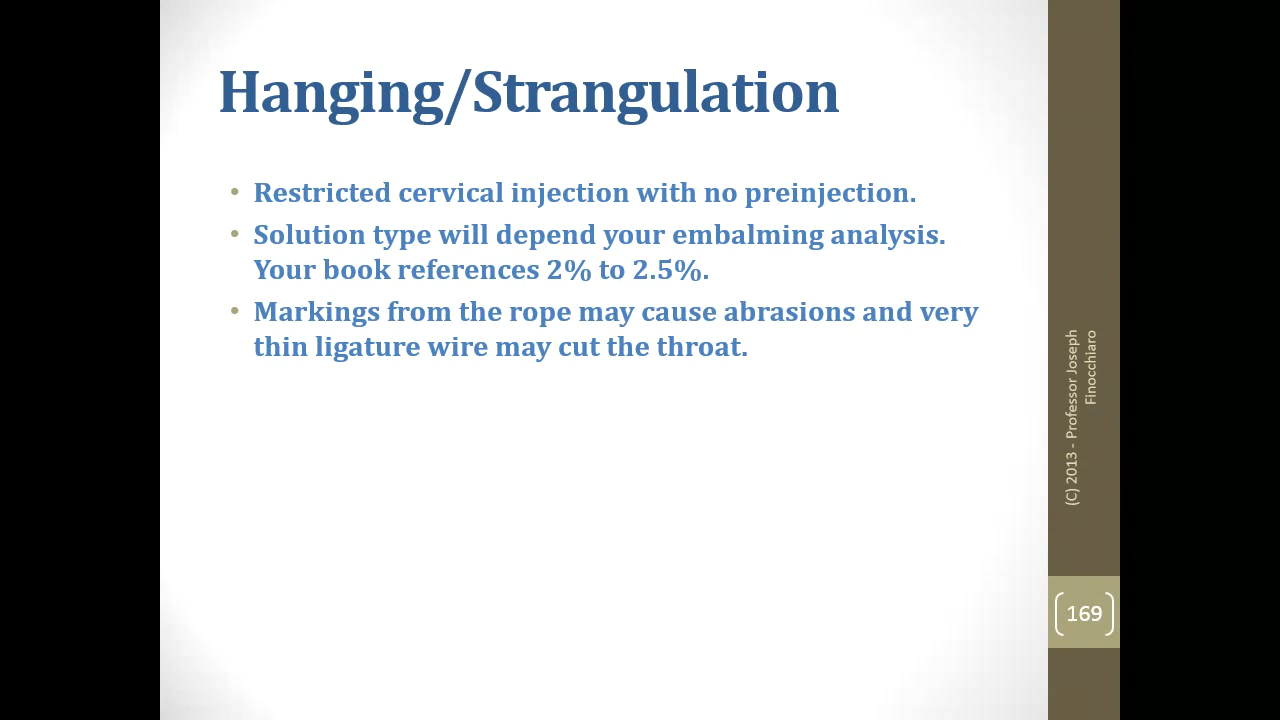 Hanging/Strangulation
• Restricted cervical injection with no preinjection.
• Solution type will depend your embalming analysis.
Your book references 2% to 2.5%.
• Markings from the rope may cause abrasions and very
thin ligature wire may cut the throat.
(C) 2013 - Professor Joseph
Finocchiaro
169